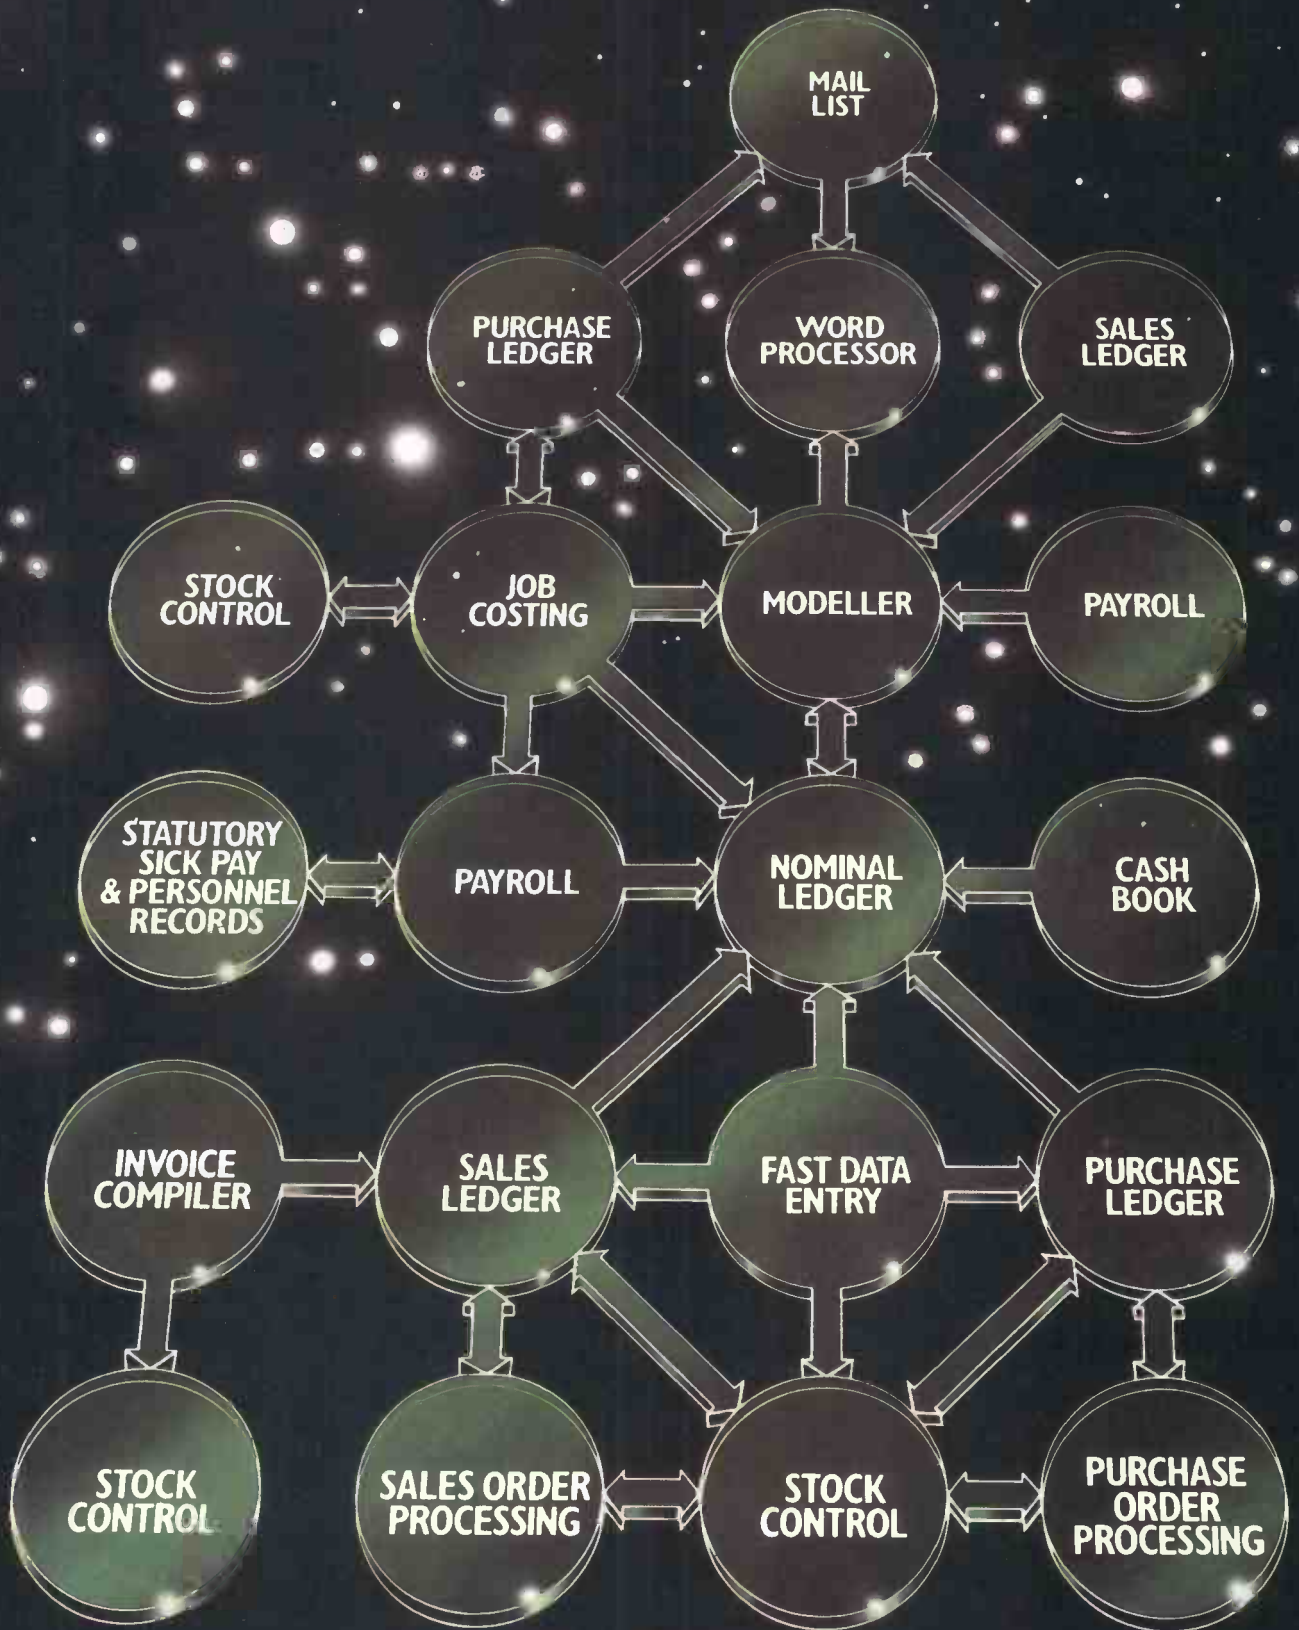 MAIL
LIST
PURCHASE
LEDGER
WORD
PROCESSOR
SALES
LEDGER
STOCK
CONTROL
JOB
COSTING
MODELLER
PAYROLL
STATUTORY
SICK PAY
& PERSONNEL
RECORDS
PAYROLL
NOMINAL
LEDGER
CASH
BOOK
INVOICE
COMPILER
SALES
LEDGER
FAST DATA
ENTRY
PURCHASE
LEDGER
STOCK
CONTROL
SALES ORDER
PROCESSING
STOCK
CONTROL
PURCHASE
ORDER
PROCESSING